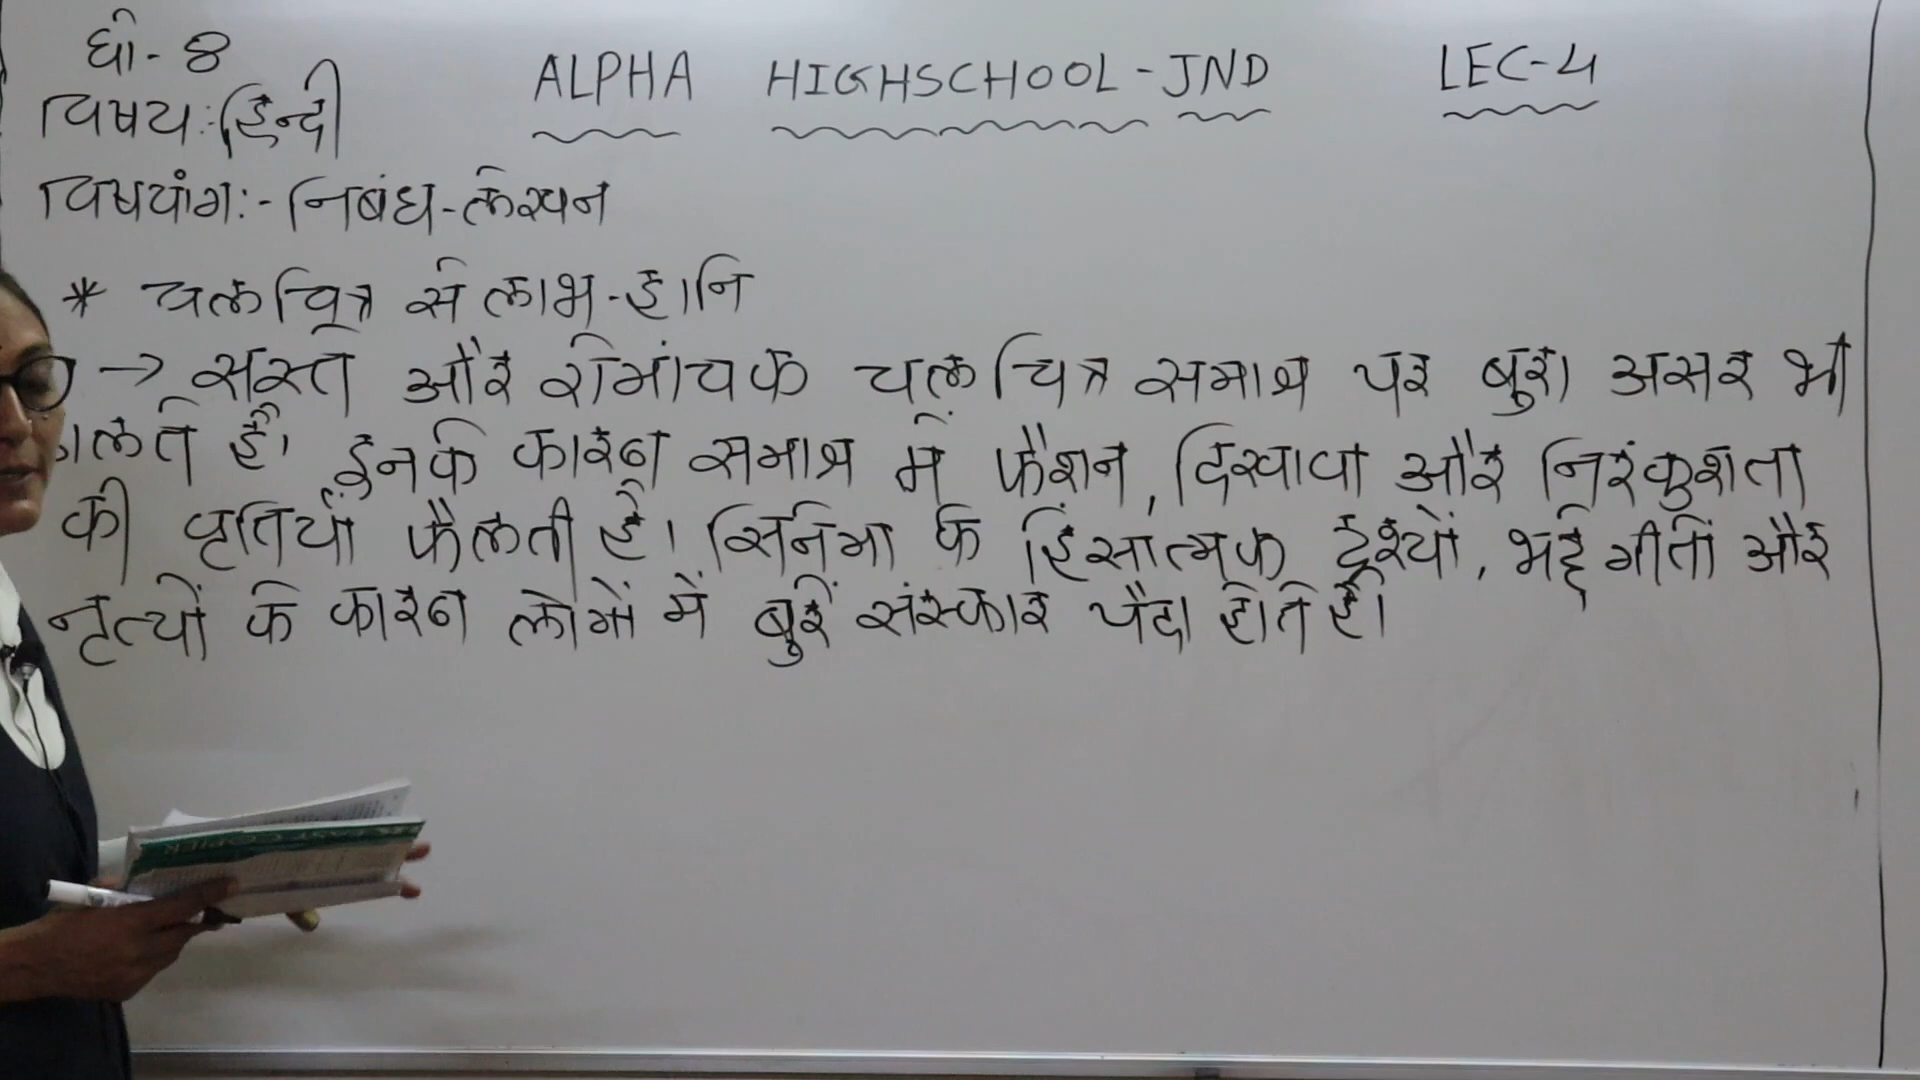 धो-8
ALPHA HIGHSCHOOL-JND
LEC-4
विषय:-हिन्दी
विषयांग:-निबंध-लेखन
* चलचित्र से लाभ-हानि
→ सस्ते और रोमांचक चलचित्र समाज पर बुरा असर भी
डालते है। इनके कारण समाज में फैशन, दिखावा और निरंकुशता
की वृतियाँ फैलती है। सिनेमा के हिंसात्मक द्रश्यों, भद्दे गीतों और
नृत्यों के कारण लोगों में बुरे संस्कार पैदा होते है।